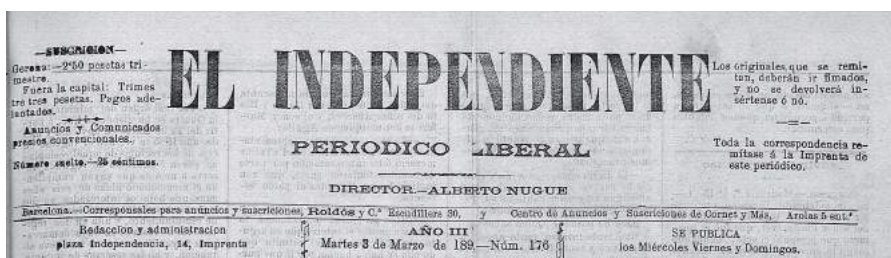 —SUSCRICION—
Gerona:—2'50 pesetas tri-
mestre.
Fuera la capital: Trimes
tre tres pesetas. Pagos ade-
lantados.
Anuncios y Comunicados
precios convencionales.
Número suelto.—25 céntimos.
EL INDEPENDIENTE
PERIODICO LIBERAL
DIRECTOR.—ALBERTO NUGUE
Los originales que se remi-
tan, deberán ir fimados,
y no se devolverá in-
sértense ó nó.
Toda la correspondencia re-
mítase á la Imprenta de
este periódico.
Barcelona.—Corresponsales para anúncios y suscriciones, Roldós y C.ª Escudillers 30, y Centro de Anuncios y Suscriciones de Cornet y Más, Arolas 5 ent.º
Redaccion y administracion
plaza Independencia, 14, Imprenta
AÑO III
Martes 3 de Marzo de 189.—Núm. 176
SE PUBLICA
los Miércoles Viernes y Domingos.